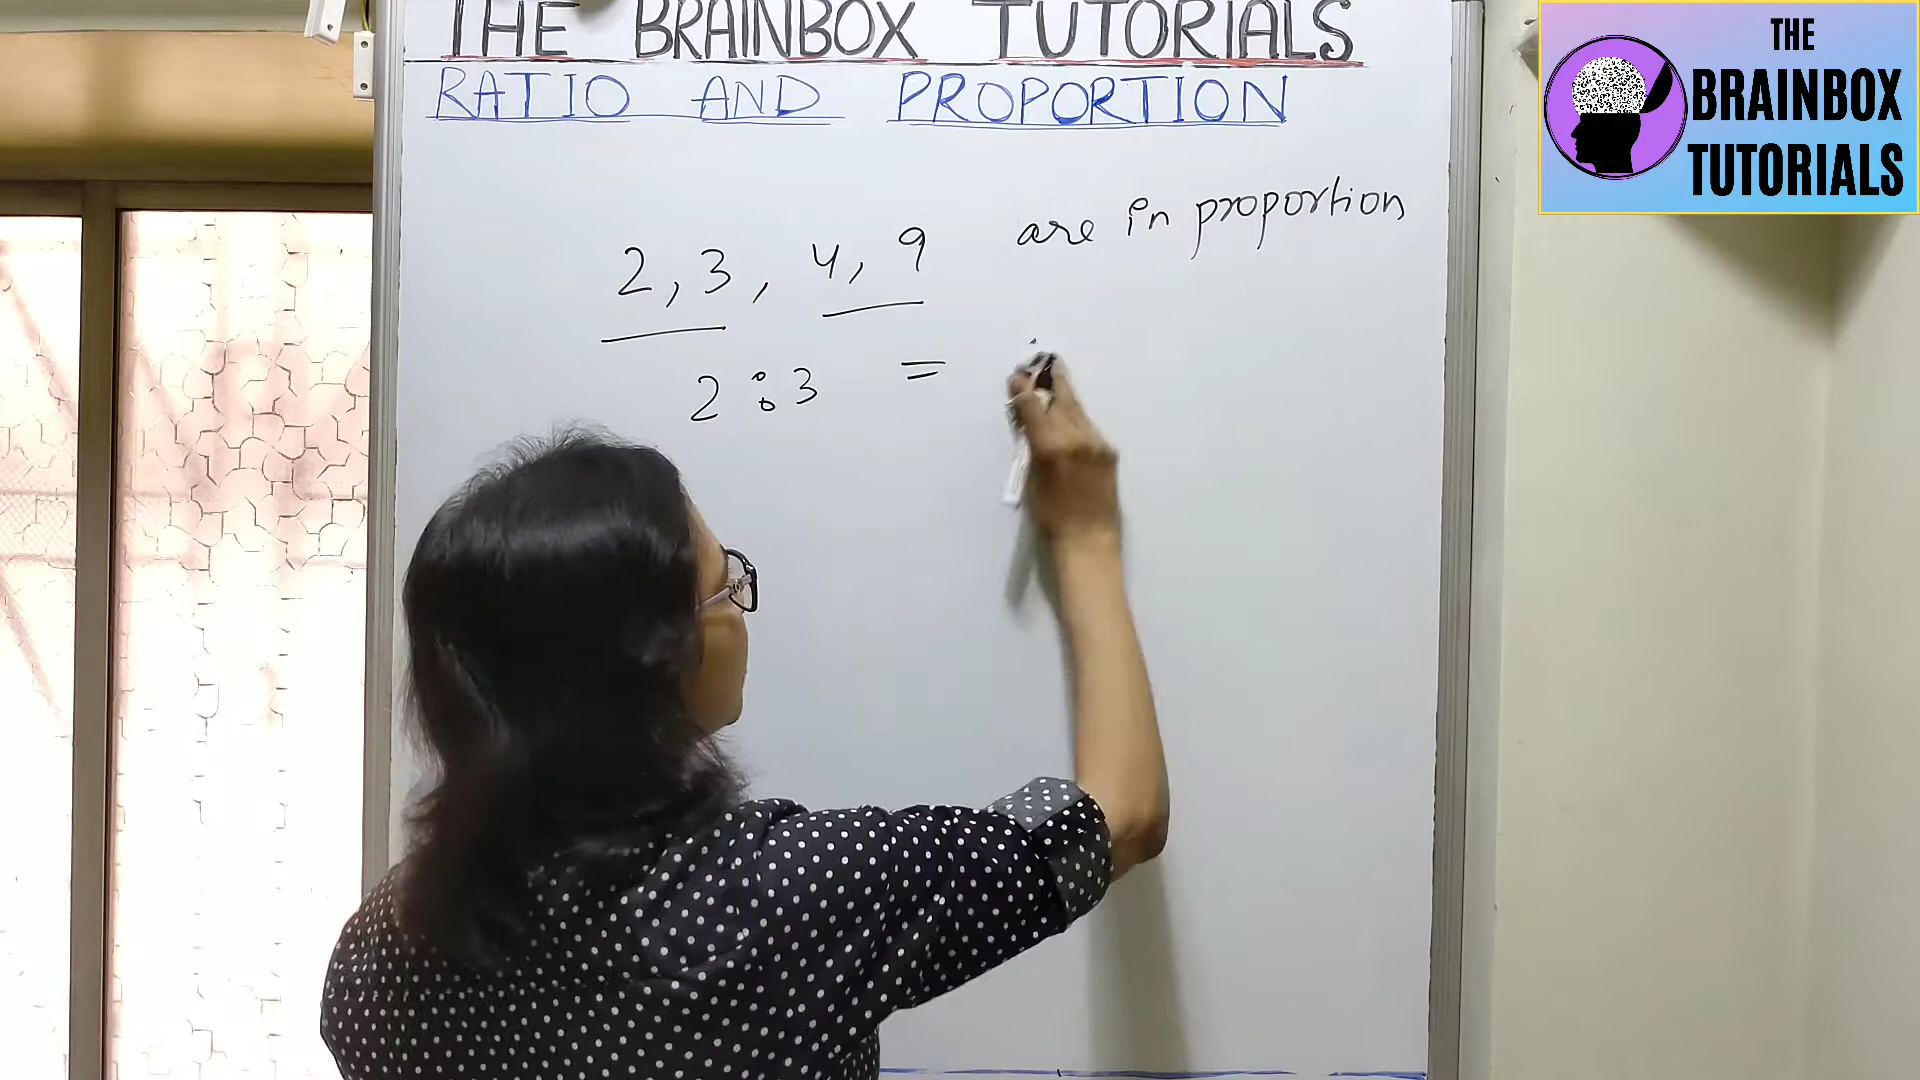 THE BRAINBOX TUTORIALS
RATIO AND PROPORTION
2, 3, 4, 9 are in proportion
2 : 3 =
THE
BRAINBOX
TUTORIALS